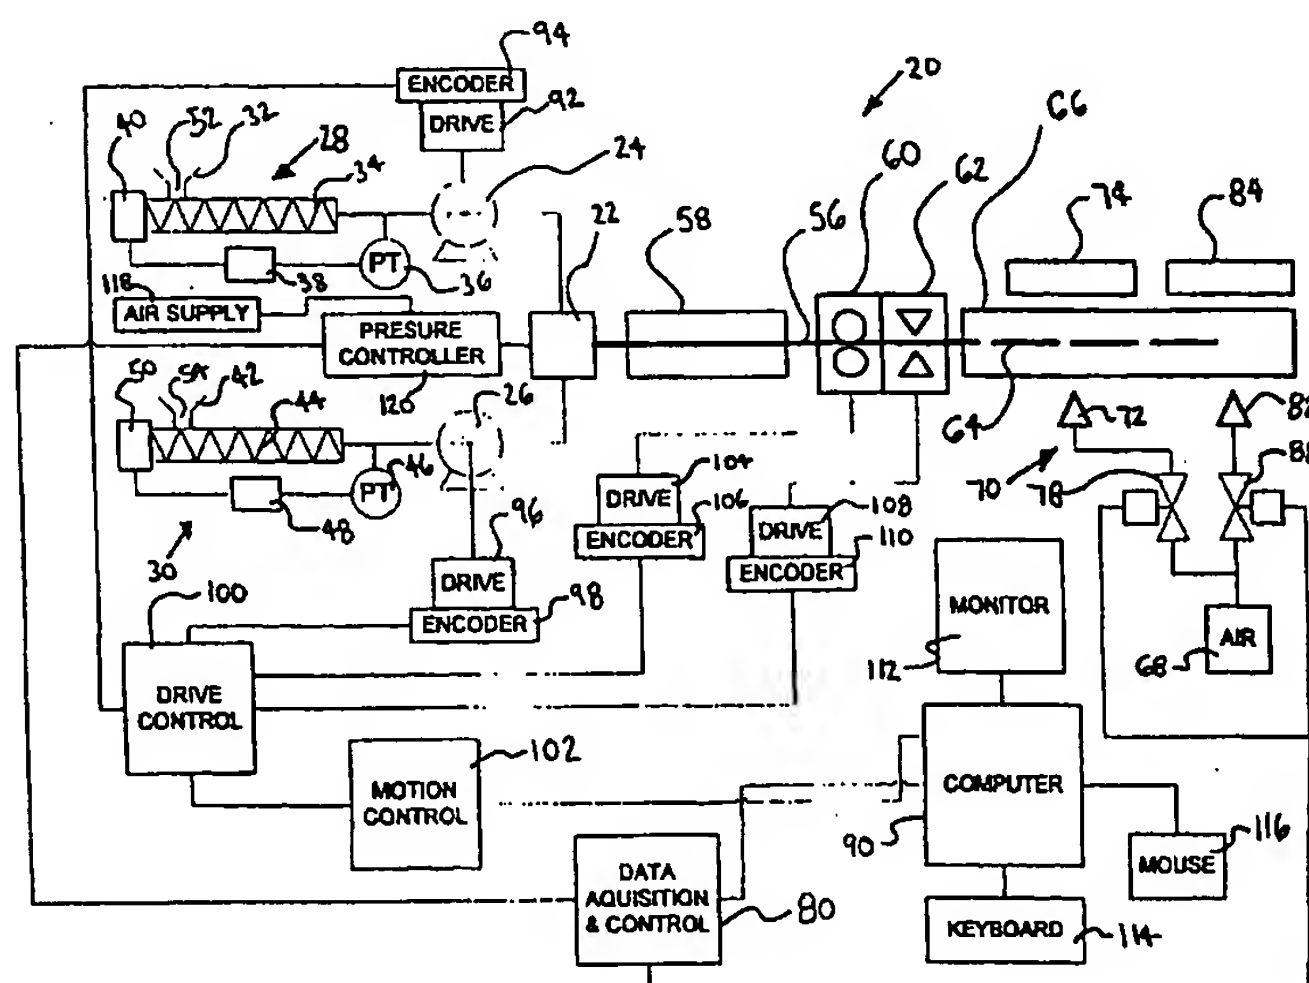 94
20
ENCODER
66
40
52
32
28
92
DRIVE
34
24
60
62
74
84
22
58
56
PT
118
38
36
AIR SUPPLY
PRESURE
CONTROLLER
120
50
54
42
44
26
64
72
46
PT
104
70
78
DRIVE
96
106
108
48
DRIVE
ENCODER
110
30
ENCODER
100
DRIVE
98
MONITOR
ENCODER
AIR
112
68
DRIVE
CONTROL
102
MOTION
CONTROL
COMPUTER
90
116
DATA
AQUISITION
& CONTROL
80
MOUSE
KEYBOARD
114